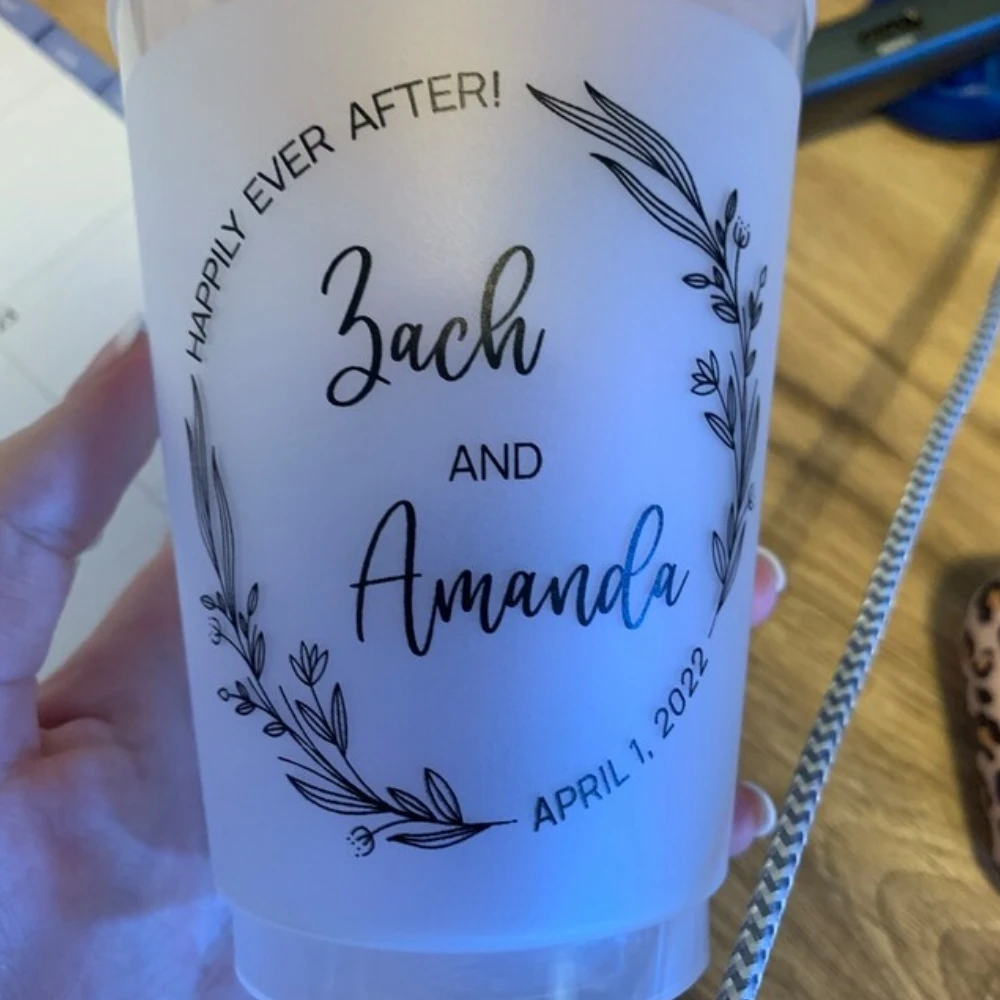 HAPPILY EVER AFTER!
Zach
AND
Amanda
APRIL 1, 2022